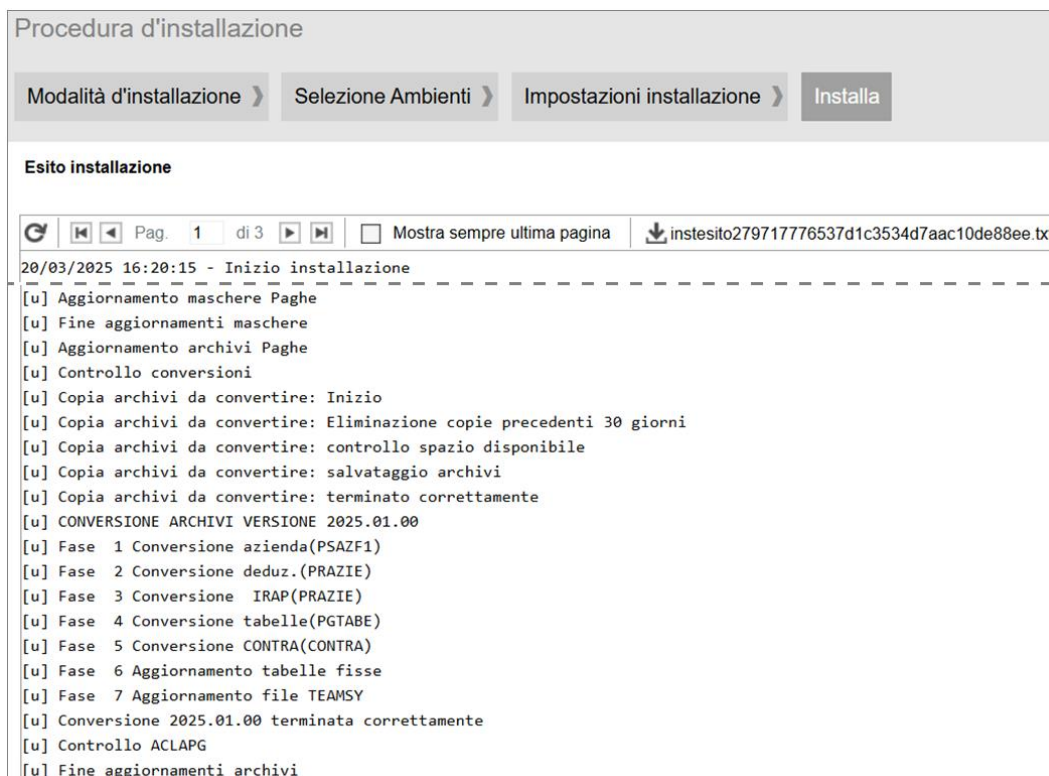 Procedura d'installazione
Modalità d'installazione ⟩ Selezione Ambienti ⟩ Impostazioni installazione ⟩ Installa
Esito installazione
Pag. 1 di 3 Mostra sempre ultima pagina instesito279717776537d1c3534d7aac10de88ee.tx
20/03/2025 16:20:15 - Inizio installazione
[u] Aggiornamento maschere Paghe
[u] Fine aggiornamenti maschere
[u] Aggiornamento archivi Paghe
[u] Controllo conversioni
[u] Copia archivi da convertire: Inizio
[u] Copia archivi da convertire: Eliminazione copie precedenti 30 giorni
[u] Copia archivi da convertire: controllo spazio disponibile
[u] Copia archivi da convertire: salvataggio archivi
[u] Copia archivi da convertire: terminato correttamente
[u] CONVERSIONE ARCHIVI VERSIONE 2025.01.00
[u] Fase  1 Conversione azienda(PSAZF1)
[u] Fase  2 Conversione deduz.(PRAZIE)
[u] Fase  3 Conversione  IRAP(PRAZIE)
[u] Fase  4 Conversione tabelle(PGTABE)
[u] Fase  5 Conversione CONTRA(CONTRA)
[u] Fase  6 Aggiornamento tabelle fisse
[u] Fase  7 Aggiornamento file TEAMSY
[u] Conversione 2025.01.00 terminata correttamente
[u] Controllo ACLAPG
[u] Fine aggiornamenti archivi